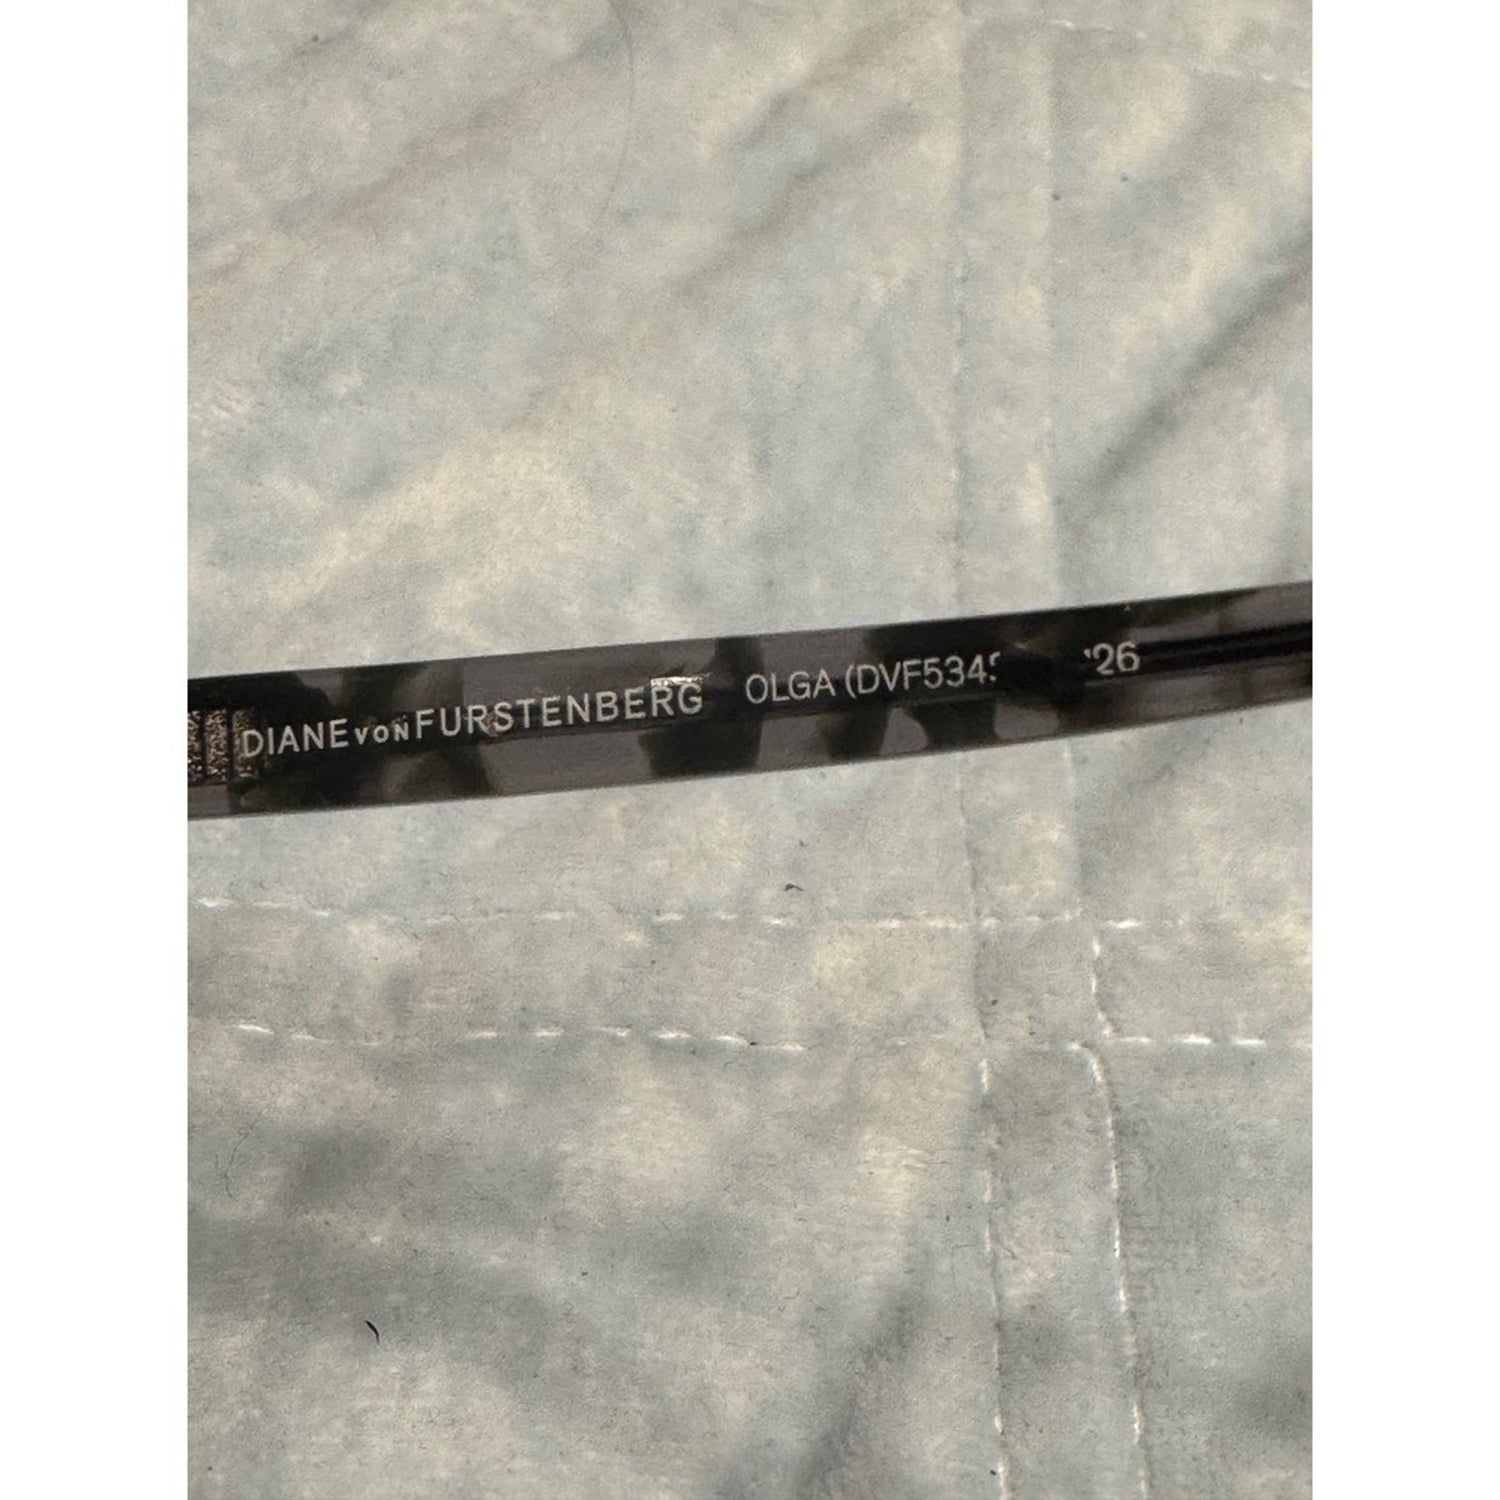 DIANE VON FURSTENBERG OLGA (DVF534